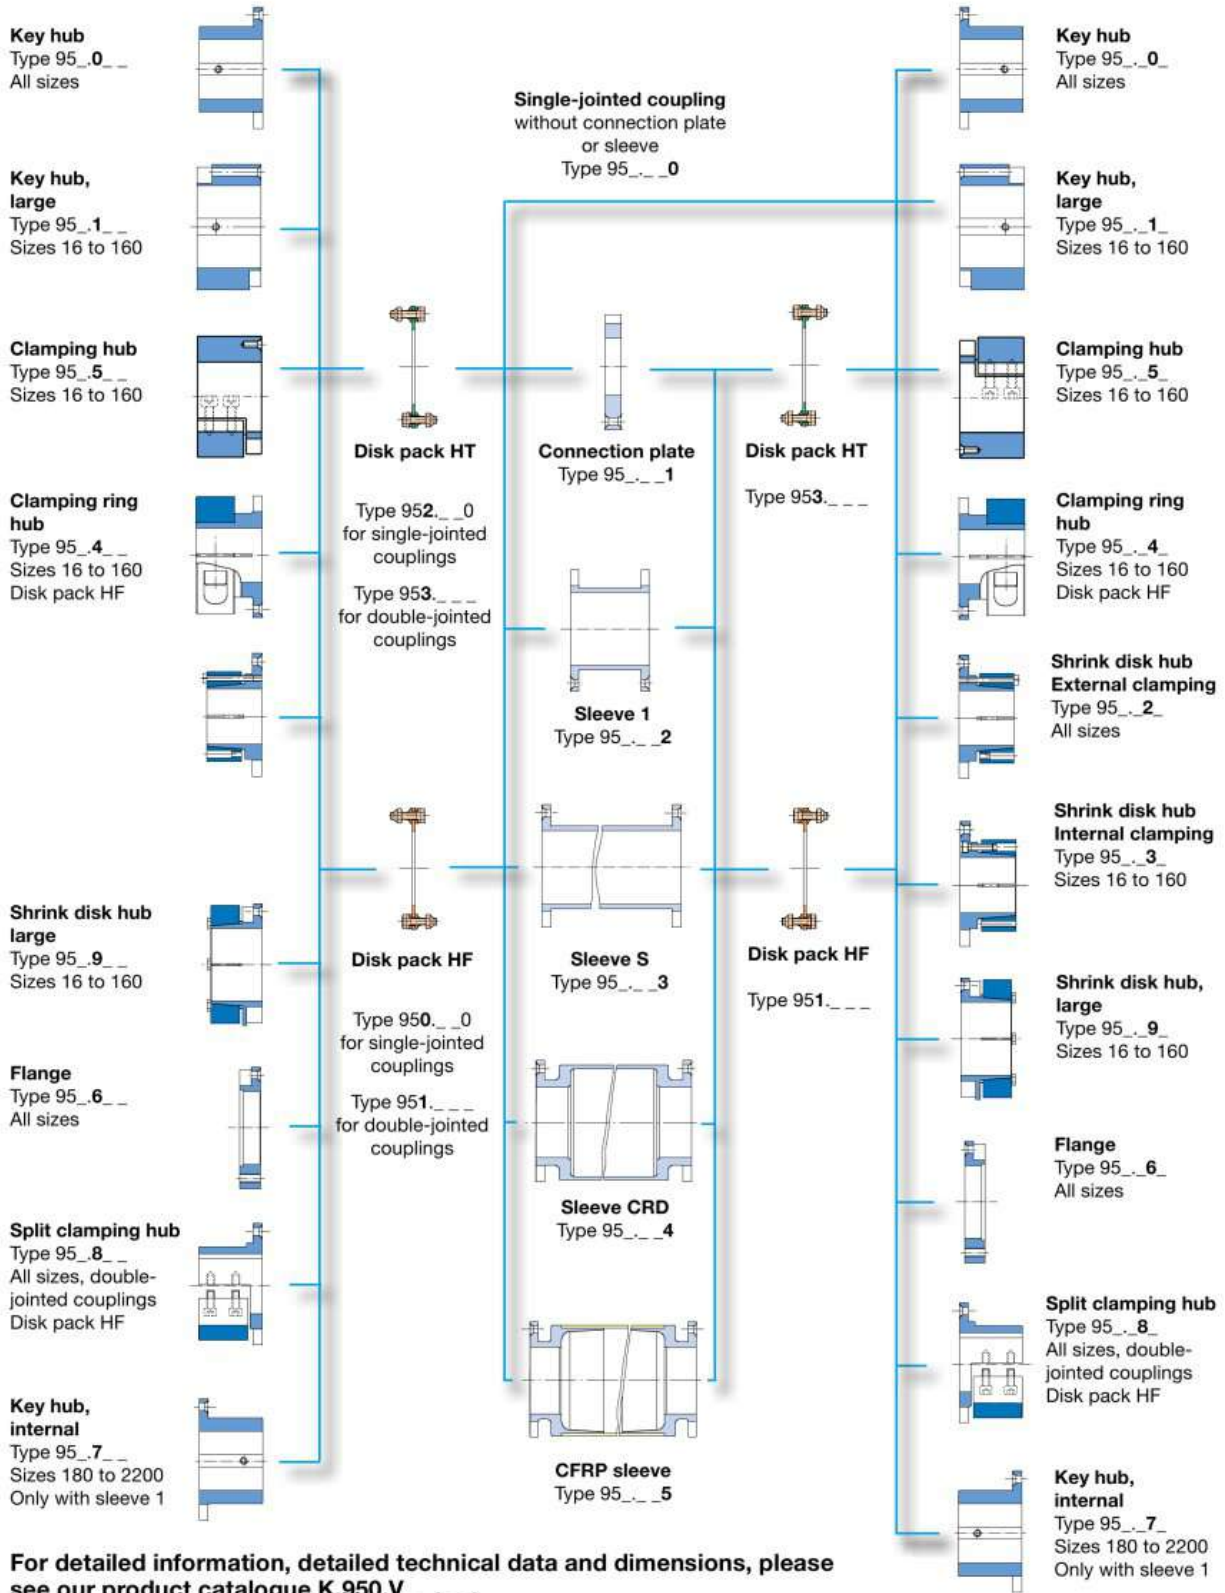 Key hub
Type 95_.0_ _
All sizes
Key hub,
large
Type 95_.1_ _
Sizes 16 to 160
Clamping hub
Type 95_.5_ _
Sizes 16 to 160
Clamping ring
hub
Type 95_.4_ _
Sizes 16 to 160
Disk pack HF
Shrink disk hub
large
Type 95_.9_ _
Sizes 16 to 160
Flange
Type 95_.6_ _
All sizes
Split clamping hub
Type 95_.8_ _
All sizes, double-
jointed couplings
Disk pack HF
Key hub,
internal
Type 95_.7_ _
Sizes 180 to 2200
Only with sleeve 1
Disk pack HT
Type 952._ _0
for single-jointed
couplings
Type 953._ _ _
for double-jointed
couplings
Disk pack HF
Type 950._ _0
for single-jointed
couplings
Type 951._ _ _
for double-jointed
couplings
Single-jointed coupling
without connection plate
or sleeve
Type 95_._ _0
Connection plate
Type 95_._ _1
Sleeve 1
Type 95_._ _2
Sleeve S
Type 95_._ _3
Sleeve CRD
Type 95_._ _4
CFRP sleeve
Type 95_._ _5
Disk pack HT
Type 953._ _ _
Disk pack HF
Type 951._ _ _
Key hub
Type 95_._0_
All sizes
Key hub,
large
Type 95_._1_
Sizes 16 to 160
Clamping hub
Type 95_._5_
Sizes 16 to 160
Clamping ring
hub
Type 95_._4_
Sizes 16 to 160
Disk pack HF
Shrink disk hub
External clamping
Type 95_._2_
All sizes
Shrink disk hub
Internal clamping
Type 95_._3_
Sizes 16 to 160
Shrink disk hub,
large
Type 95_._9_
Sizes 16 to 160
Flange
Type 95_._6_
All sizes
Split clamping hub
Type 95_._8_
All sizes, double-
jointed couplings
Disk pack HF
Key hub,
internal
Type 95_._7_
Sizes 180 to 2200
Only with sleeve 1
For detailed information, detailed technical data and dimensions, please
see our product catalogue K.950.V